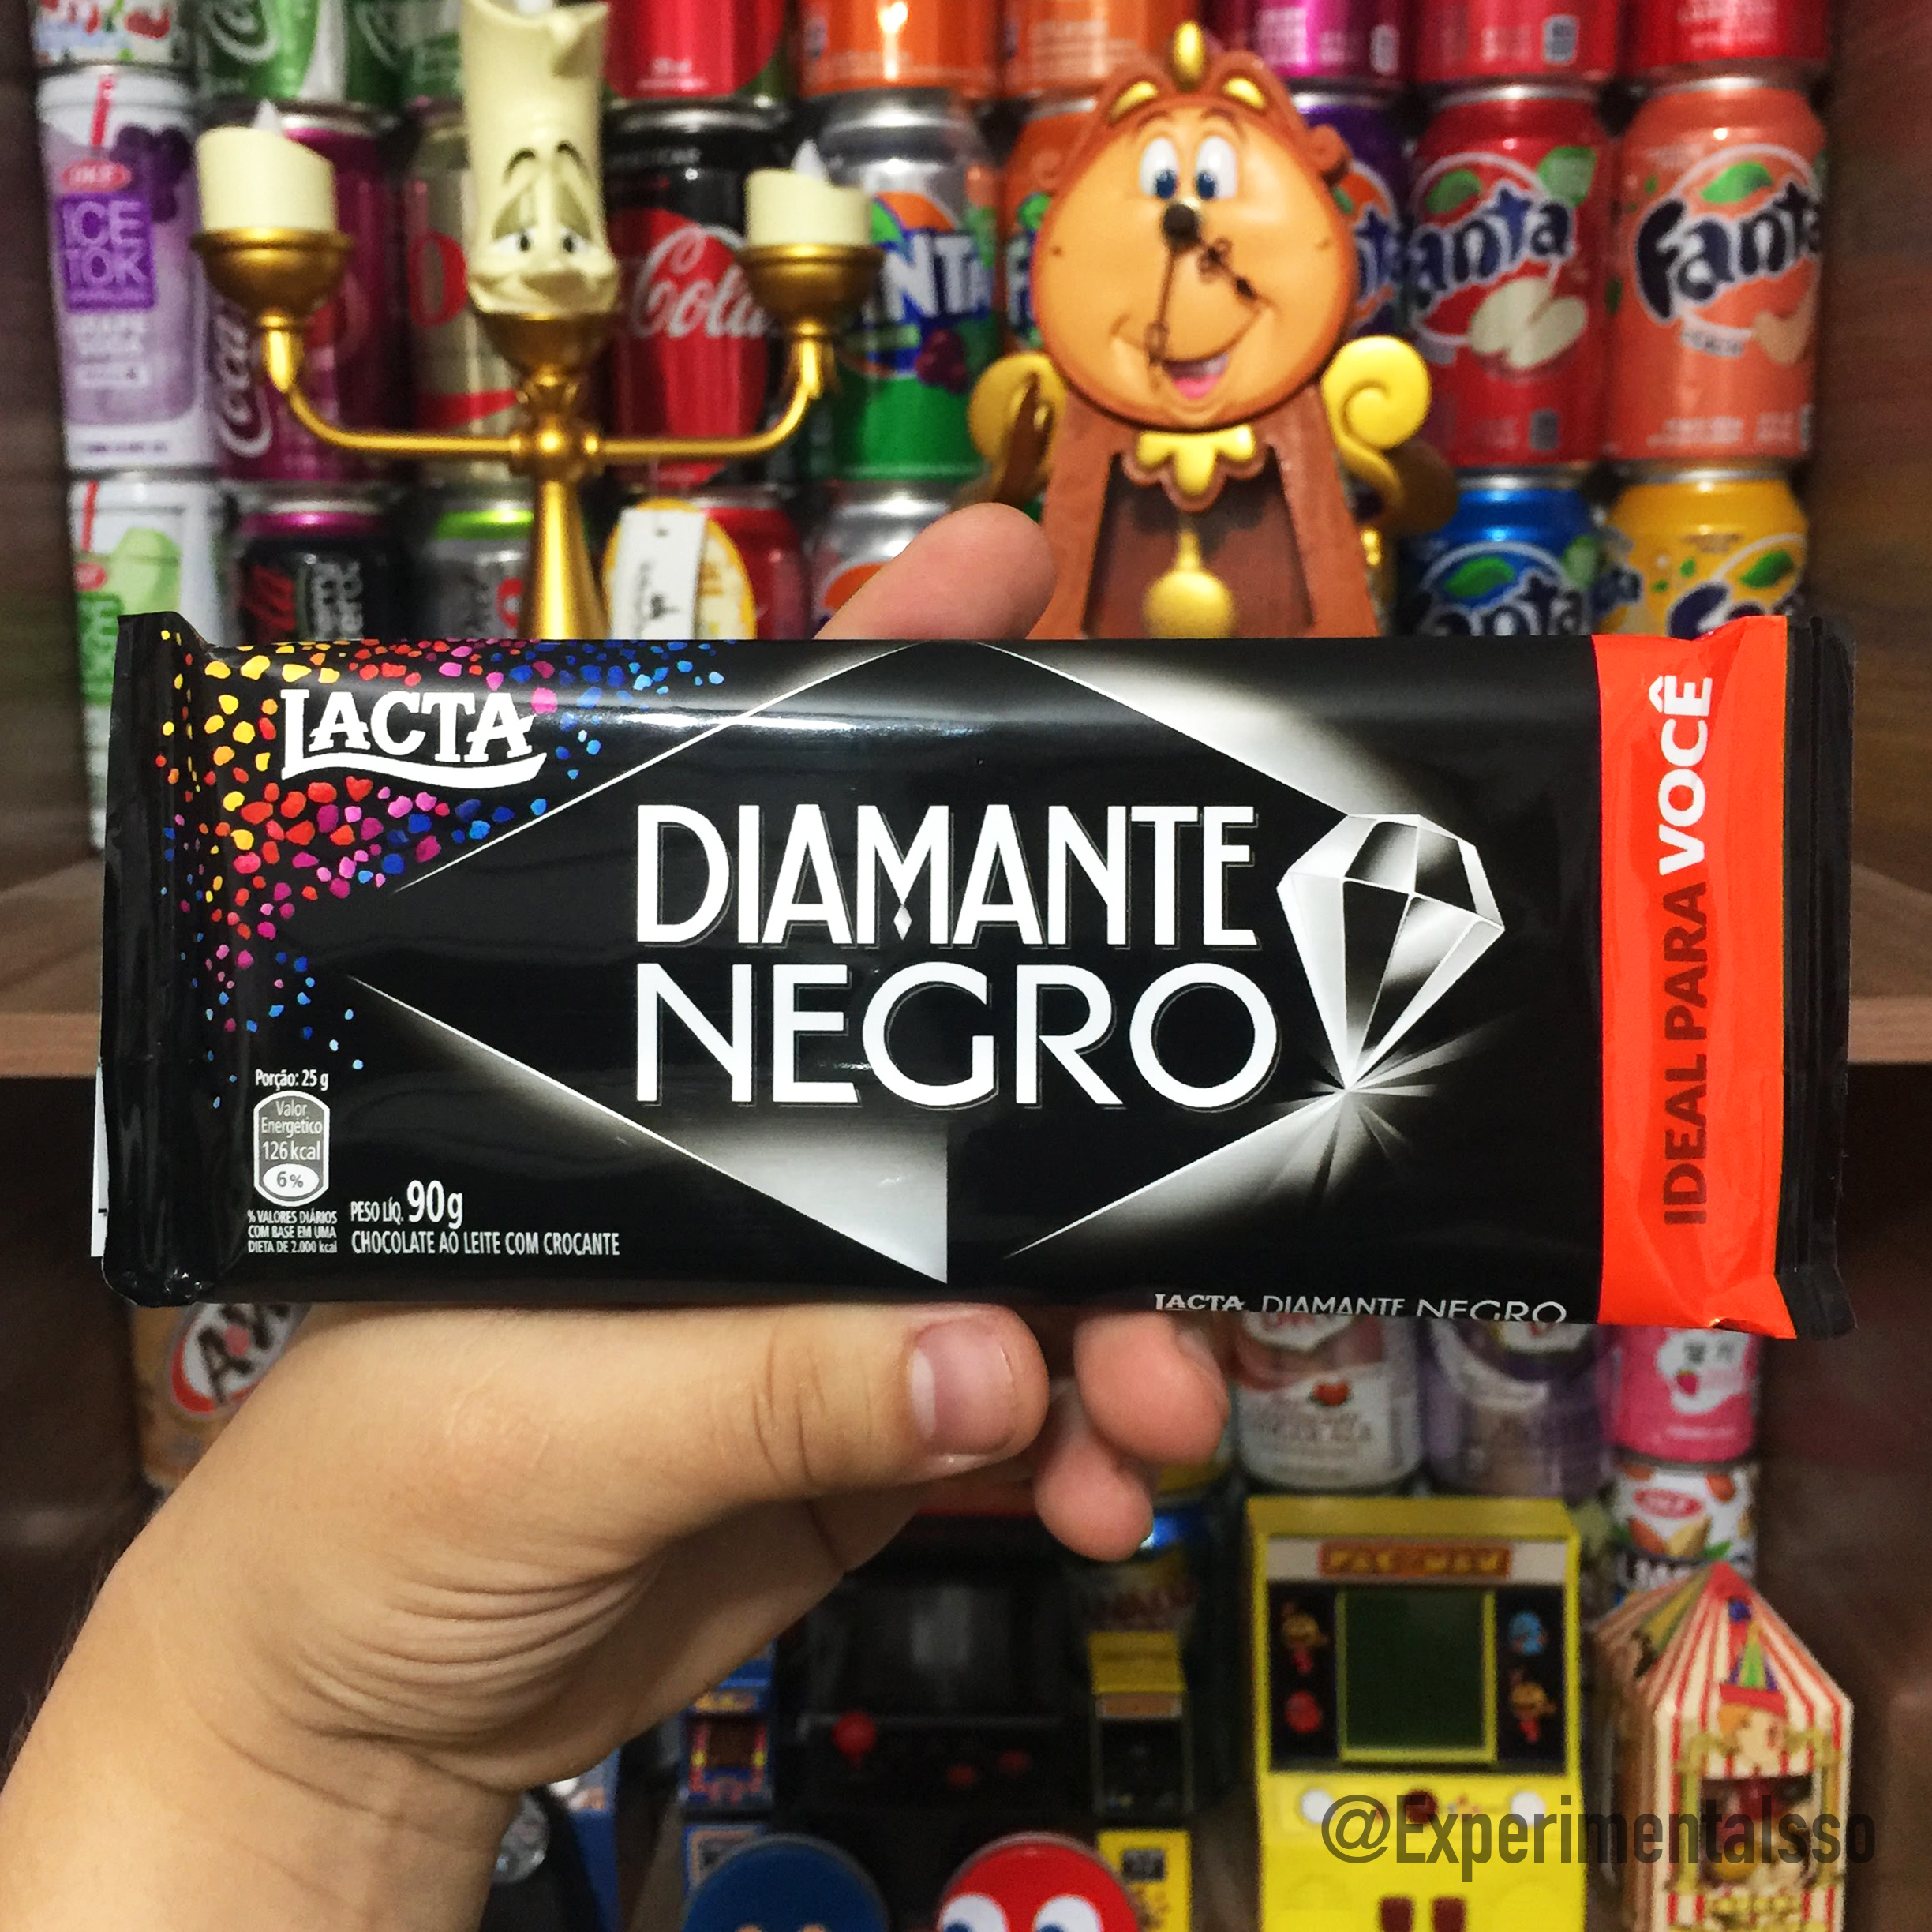 ICE
TOK
Coca
Cola
Fanta
Fanta
LACTA
DIAMANTE
NEGRO
IDEAL PARA VOCÊ
Porção: 25 g
Valor
Energético
126 kcal
6%
% VALORES DIÁRIOS
COM BASE EM UMA
DIETA DE 2.000 kcal
PESO LÍQ. 90g
CHOCOLATE AO LEITE COM CROCANTE
LACTA DIAMANTE NEGRO
A&W
PAC-MAN
@Experimentalsso